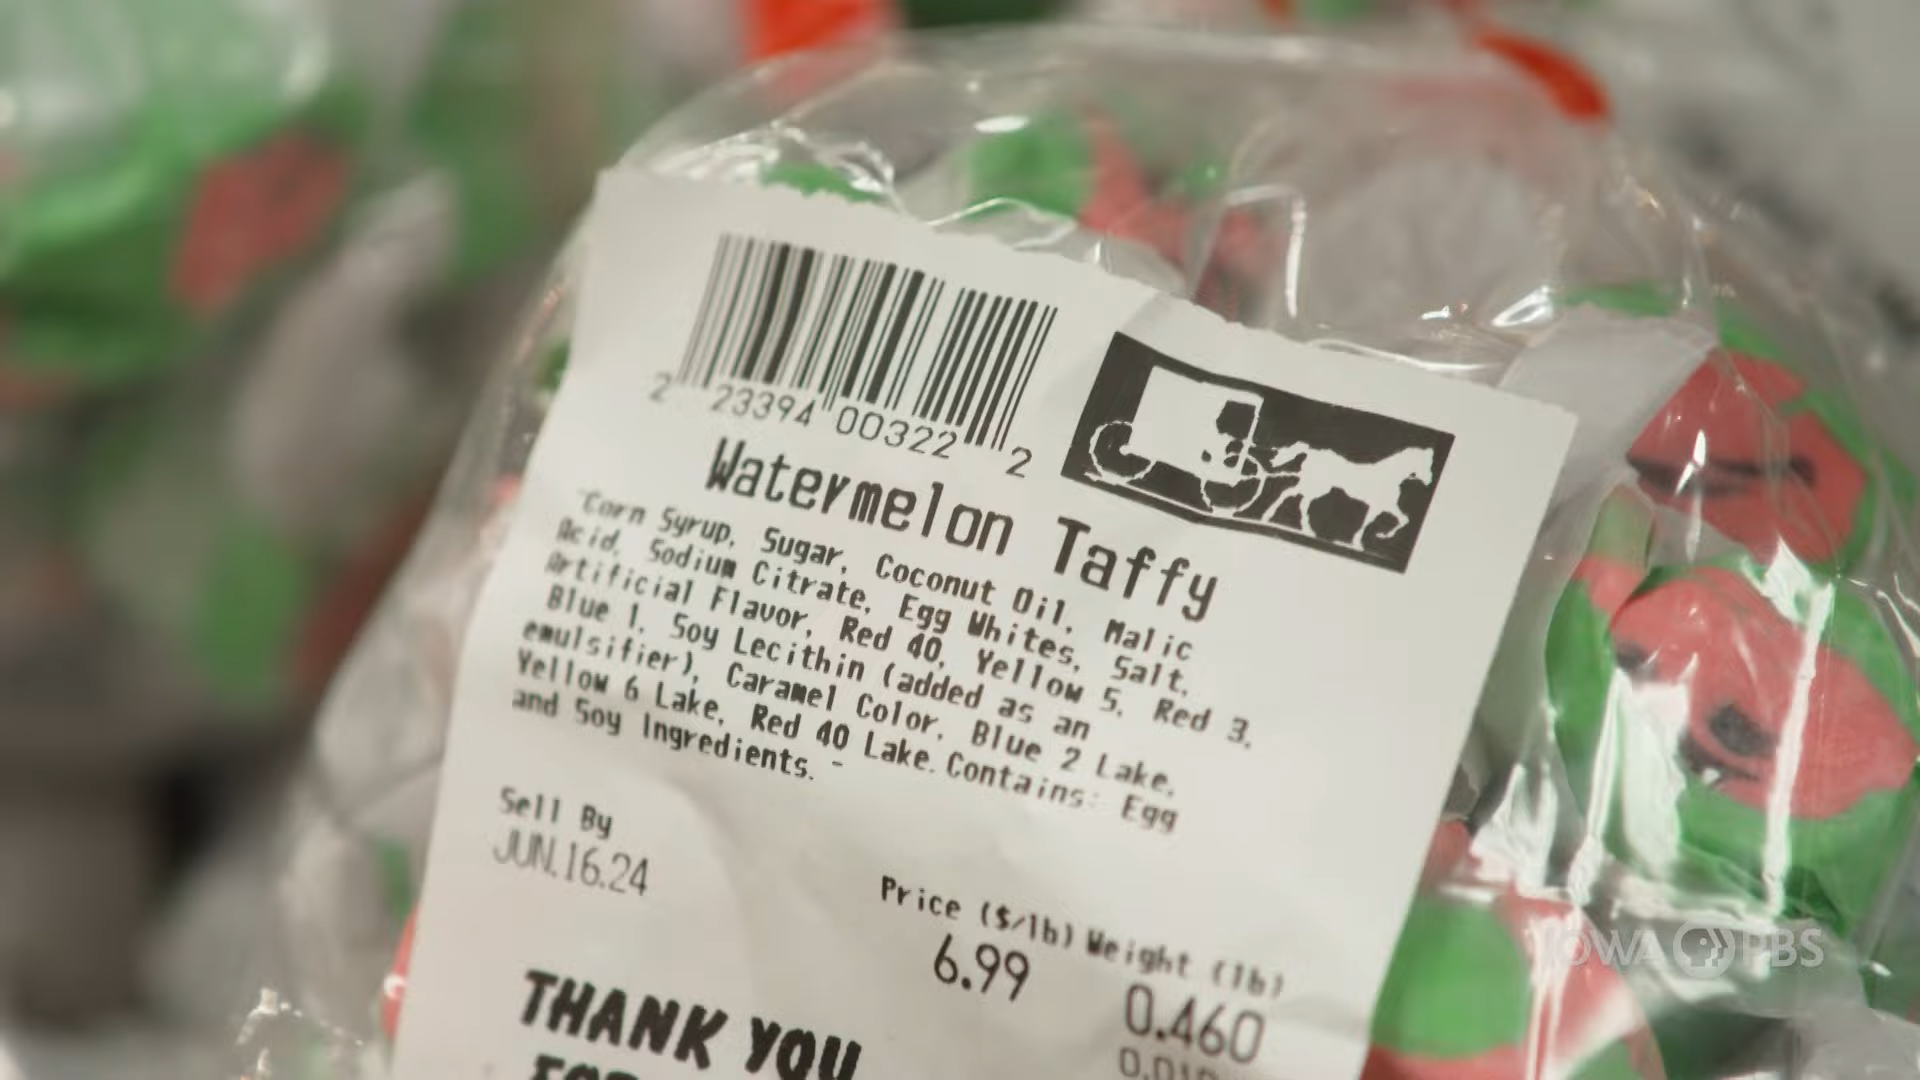 2 23394 00322 2
Watermelon Taffy
"Corn Syrup, Sugar, Coconut Oil, Malic
Acid, Sodium Citrate, Egg Whites, Salt,
Artificial Flavor, Red 40, Yellow 5, Red 3,
Blue 1, Soy Lecithin (added as an
emulsifier), Caramel Color, Blue 2 Lake,
Yellow 6 Lake, Red 40 Lake. Contains: Egg
and Soy Ingredients. -
Sell By
JUN.16.24
Price ($/lb) Weight (lb)
6.99 0.460
THANK YOU
IOWA PBS